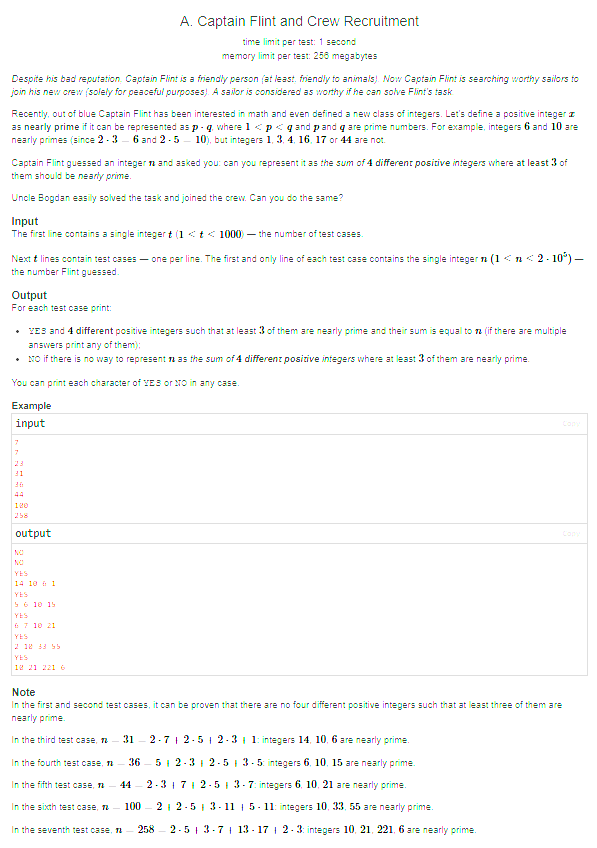 A. Captain Flint and Crew Recruitment
time limit per test: 1 second
memory limit per test: 256 megabytes
Despite his bad reputation, Captain Flint is a friendly person (at least, friendly to animals). Now Captain Flint is searching worthy sailors to
join his new crew (solely for peaceful purposes). A sailor is considered as worthy if he can solve Flint's task.
Recently, out of blue Captain Flint has been interested in math and even defined a new class of integers. Let's define a positive integer x
as nearly prime if it can be represented as p · q, where 1 < p < q and p and q are prime numbers. For example, integers 6 and 10 are
nearly primes (since 2 · 3 = 6 and 2 · 5 = 10), but integers 1, 3, 4, 16, 17 or 44 are not.
Captain Flint guessed an integer n and asked you: can you represent it as the sum of 4 different positive integers where at least 3 of
them should be nearly prime.
Uncle Bogdan easily solved the task and joined the crew. Can you do the same?
Input
The first line contains a single integer t (1 ≤ t ≤ 1000) — the number of test cases.
Next t lines contain test cases — one per line. The first and only line of each test case contains the single integer n (1 ≤ n ≤ 2 · 10^5) —
the number Flint guessed.
Output
For each test case print:
• YES and 4 different positive integers such that at least 3 of them are nearly prime and their sum is equal to n (if there are multiple
answers print any of them);
• NO if there is no way to represent n as the sum of 4 different positive integers where at least 3 of them are nearly prime.
You can print each character of YES or NO in any case.
Example
input
Copy
7
7
23
31
36
44
100
258
output
Copy
NO
NO
YES
14 10 6 1
YES
5 6 10 15
YES
6 7 10 21
YES
2 10 33 55
YES
10 21 221 6
Note
In the first and second test cases, it can be proven that there are no four different positive integers such that at least three of them are
nearly prime.
In the third test case, n = 31 = 2 · 7 + 2 · 5 + 2 · 3 + 1: integers 14, 10, 6 are nearly prime.
In the fourth test case, n = 36 = 5 + 2 · 3 + 2 · 5 + 3 · 5: integers 6, 10, 15 are nearly prime.
In the fifth test case, n = 44 = 2 · 3 + 7 + 2 · 5 + 3 · 7: integers 6, 10, 21 are nearly prime.
In the sixth test case, n = 100 = 2 + 2 · 5 + 3 · 11 + 5 · 11: integers 10, 33, 55 are nearly prime.
In the seventh test case, n = 258 = 2 · 5 + 3 · 7 + 13 · 17 + 2 · 3: integers 10, 21, 221, 6 are nearly prime.